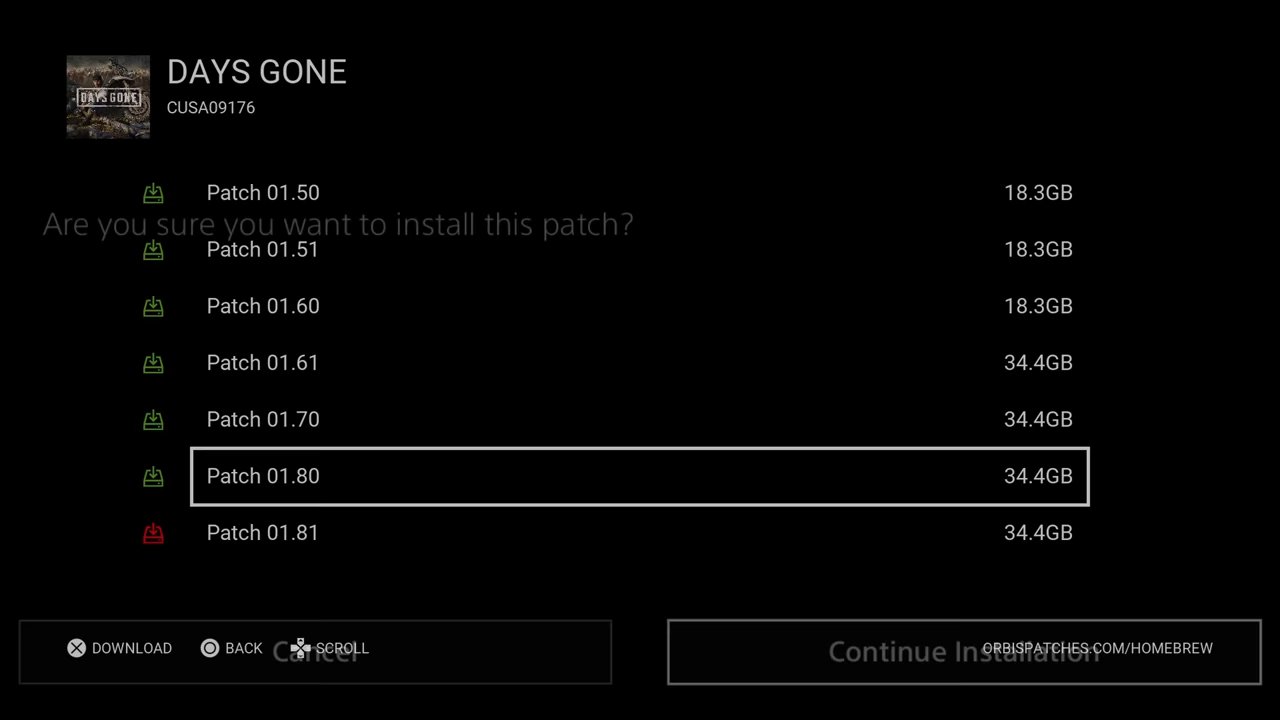 DAYS GONE
DAYS GONE
CUSA09176
Patch 01.50 18.3GB
Are you sure you want to install this patch?
Patch 01.51 18.3GB
Patch 01.60 18.3GB
Patch 01.61 34.4GB
Patch 01.70 34.4GB
Patch 01.80 34.4GB
Patch 01.81 34.4GB
DOWNLOAD BACK SCROLL ORBISPATCHES.COM/HOMEBREW
Cancel Continue Installation